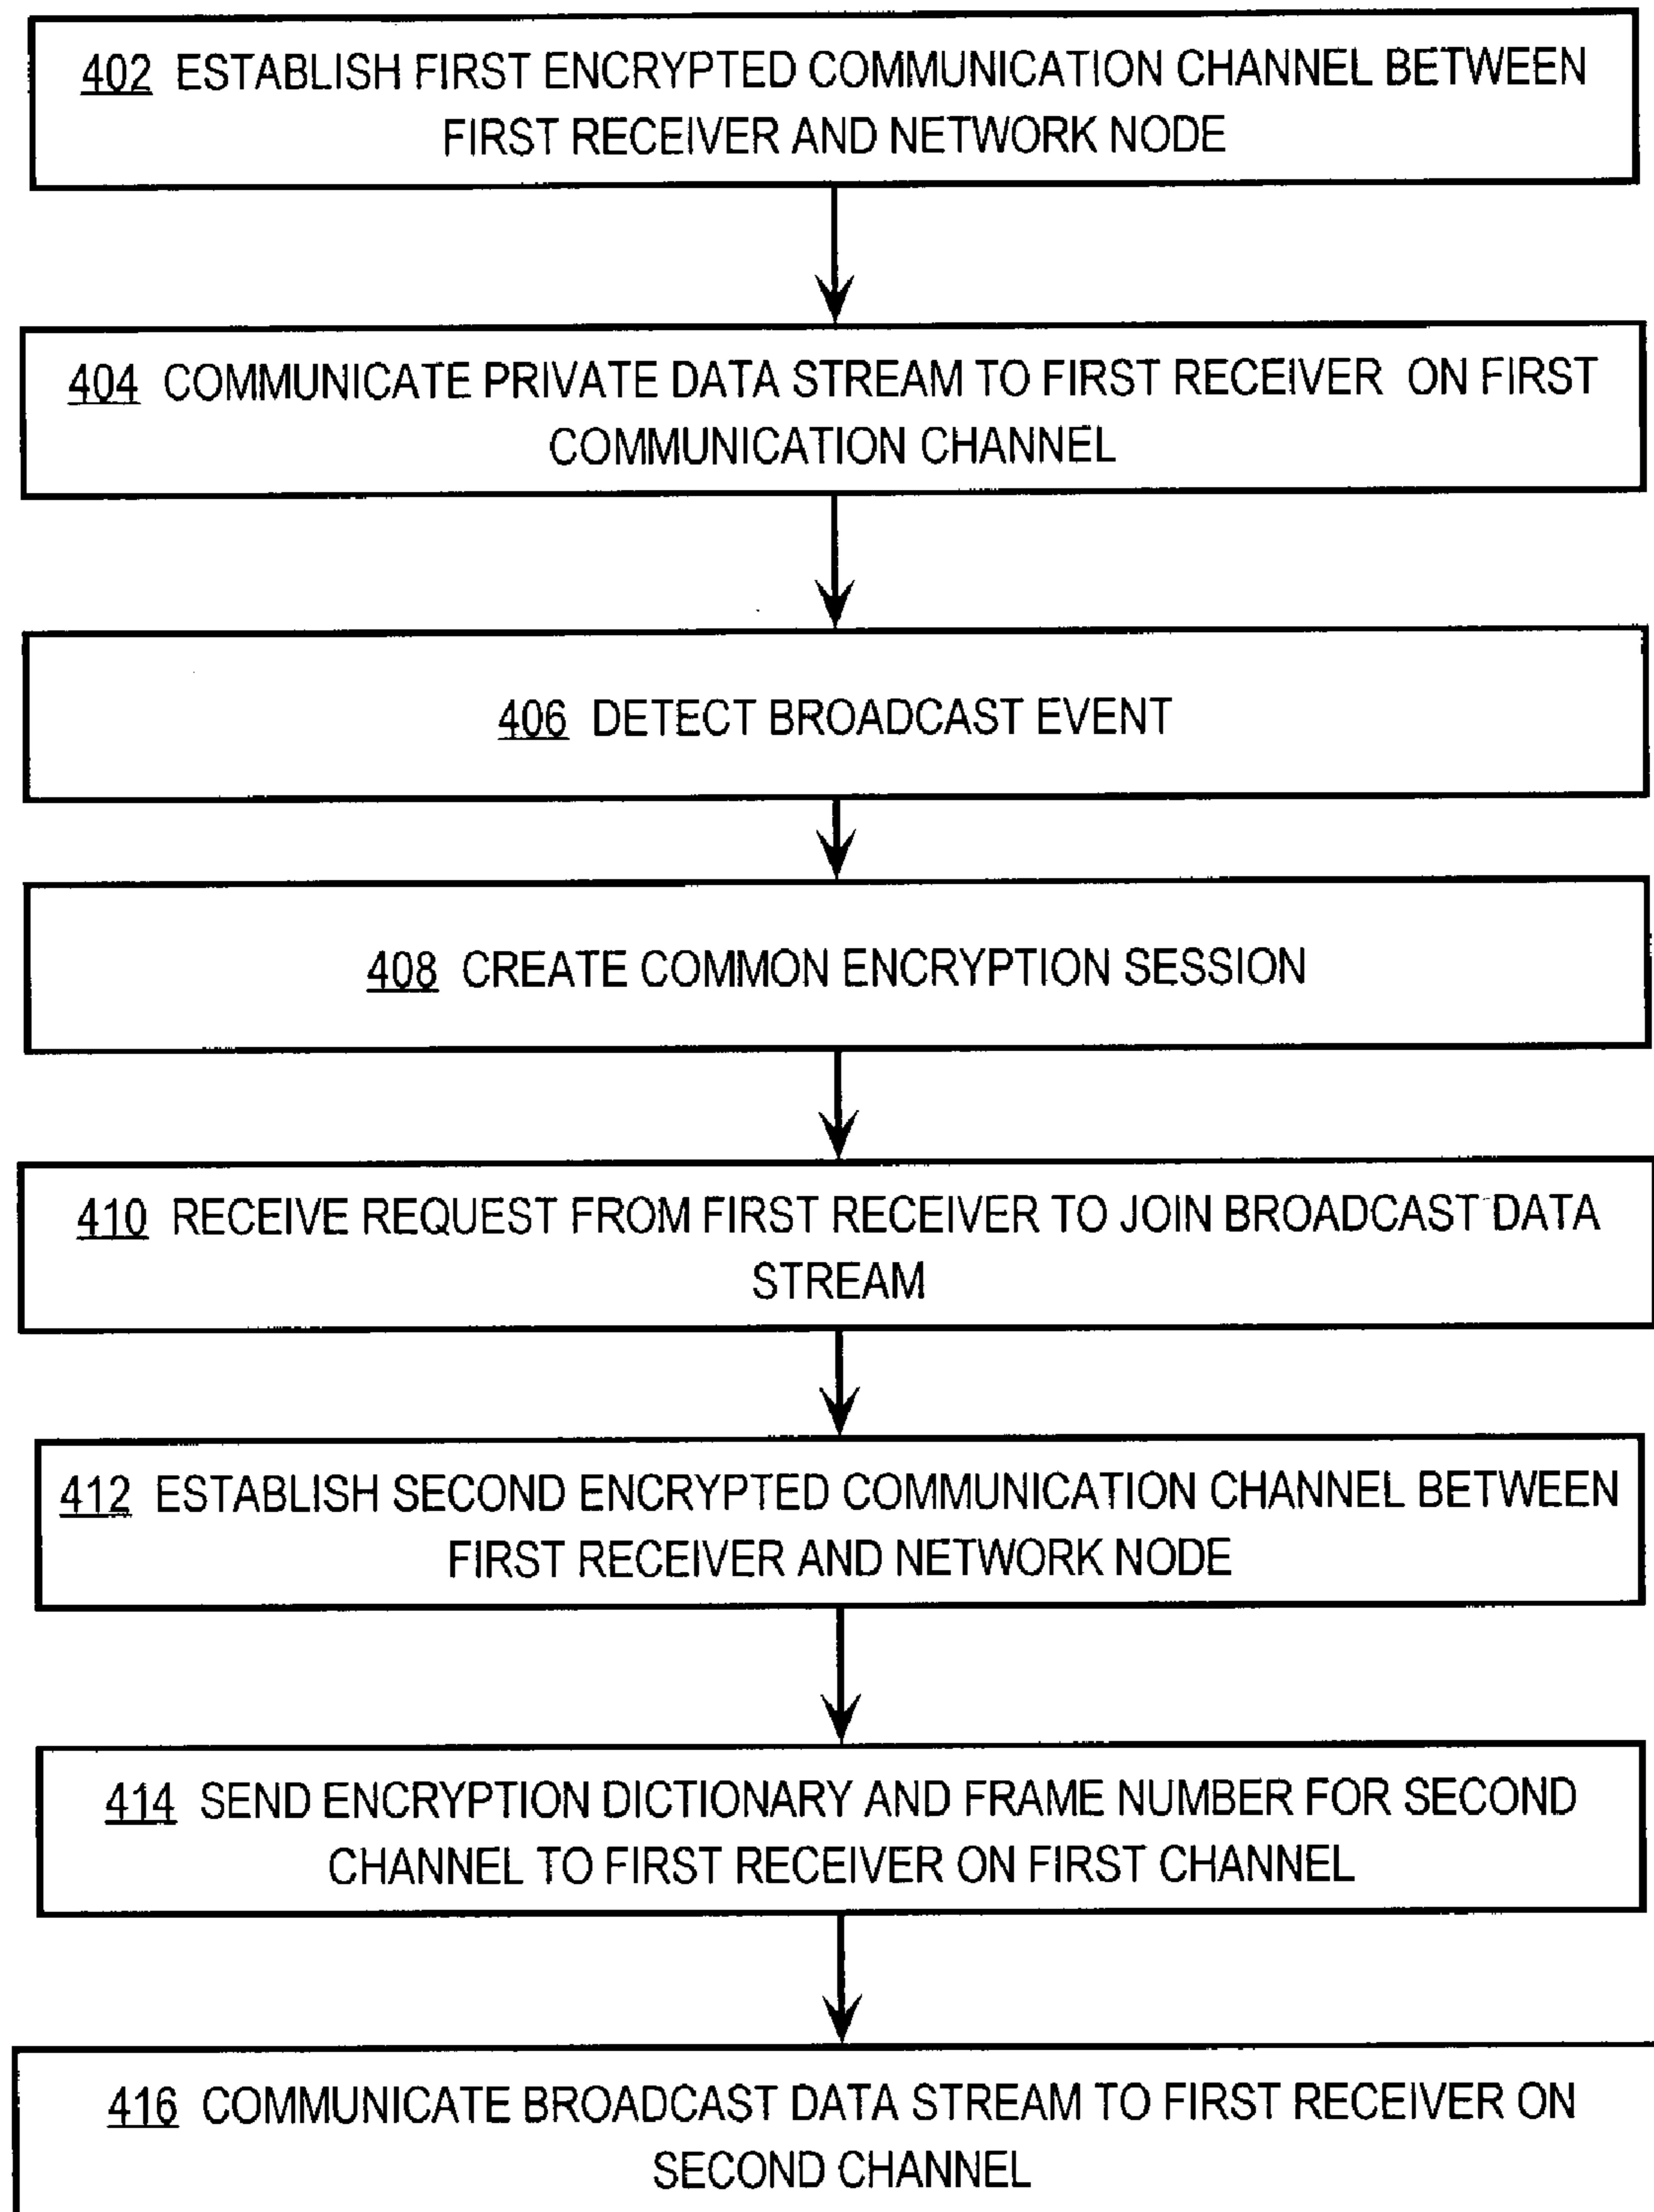 402 ESTABLISH FIRST ENCRYPTED COMMUNICATION CHANNEL BETWEEN
FIRST RECEIVER AND NETWORK NODE
404 COMMUNICATE PRIVATE DATA STREAM TO FIRST RECEIVER ON FIRST
COMMUNICATION CHANNEL
406 DETECT BROADCAST EVENT
408 CREATE COMMON ENCRYPTION SESSION
410 RECEIVE REQUEST FROM FIRST RECEIVER TO JOIN BROADCAST DATA
STREAM
412 ESTABLISH SECOND ENCRYPTED COMMUNICATION CHANNEL BETWEEN
FIRST RECEIVER AND NETWORK NODE
414 SEND ENCRYPTION DICTIONARY AND FRAME NUMBER FOR SECOND
CHANNEL TO FIRST RECEIVER ON FIRST CHANNEL
416 COMMUNICATE BROADCAST DATA STREAM TO FIRST RECEIVER ON
SECOND CHANNEL